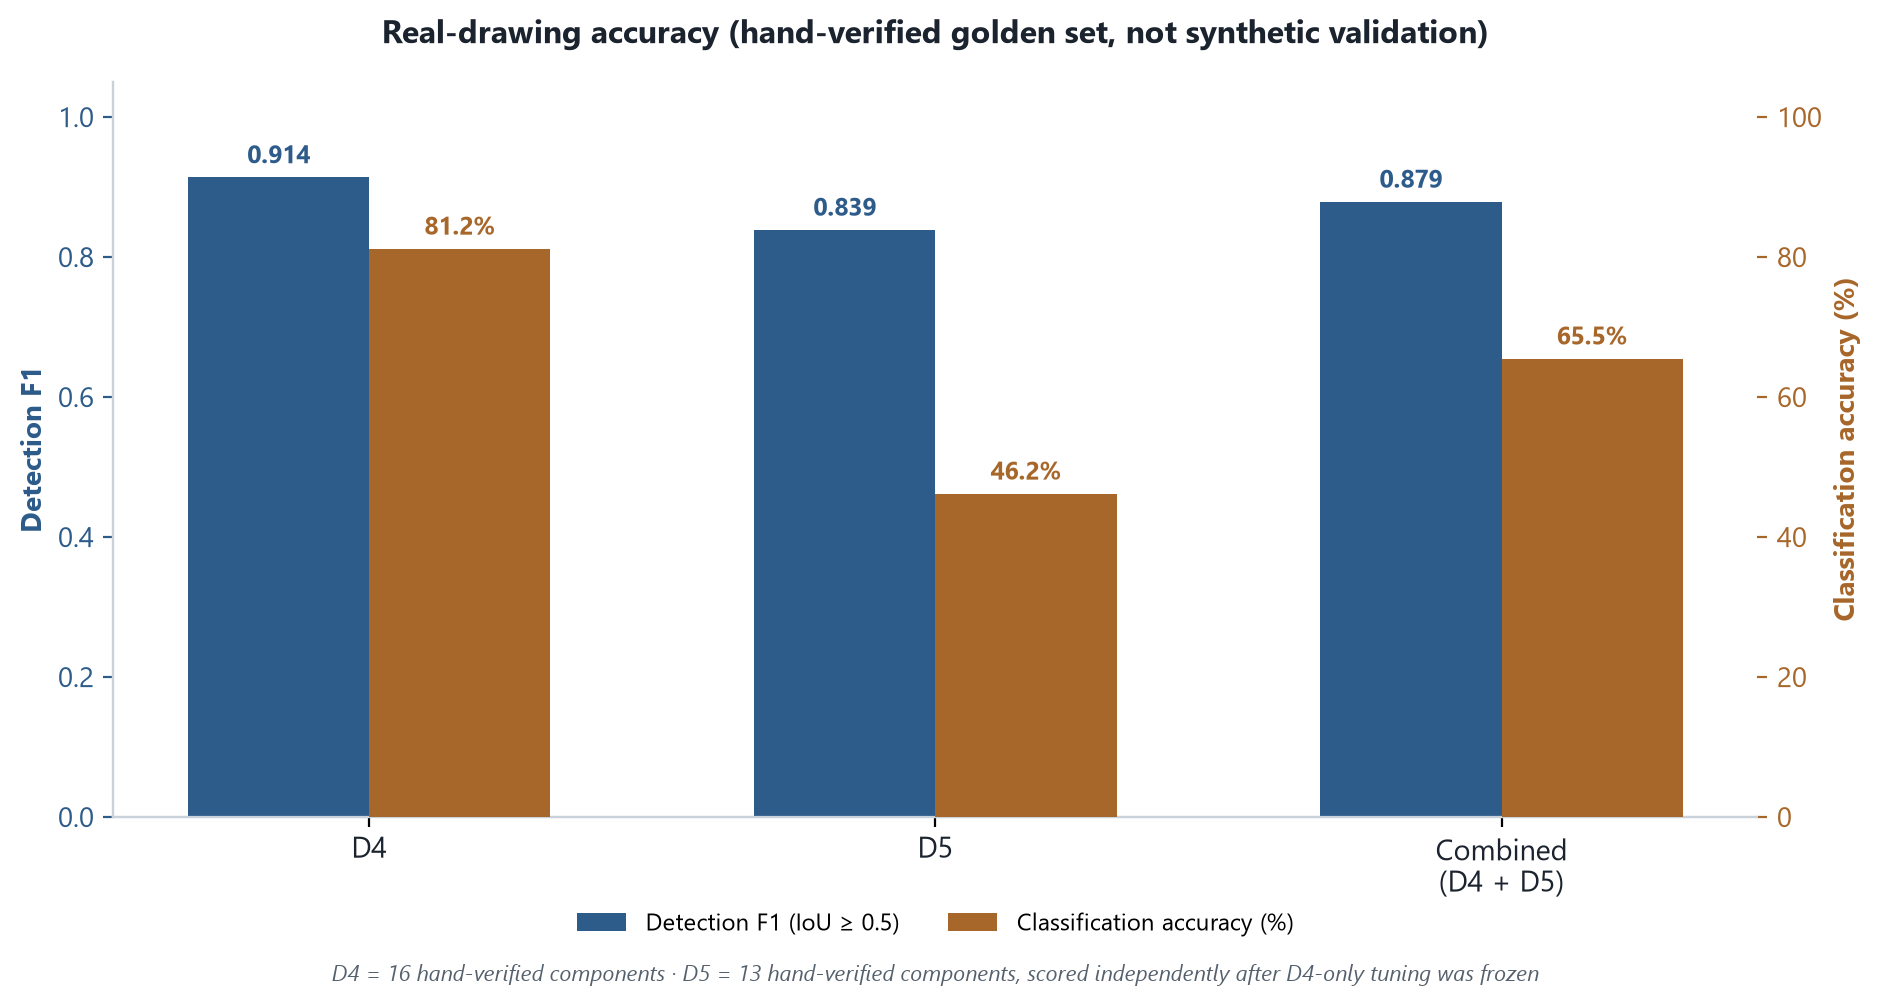 Real-drawing accuracy (hand-verified golden set, not synthetic validation)
Detection F1
1.0
0.8
0.6
0.4
0.2
0.0
0.914
81.2%
0.839
46.2%
0.879
65.5%
100
80
60
40
20
0
Classification accuracy (%)
D4
D5
Combined
(D4 + D5)
Detection F1 (IoU ≥ 0.5)
Classification accuracy (%)
D4 = 16 hand-verified components · D5 = 13 hand-verified components, scored independently after D4-only tuning was frozen